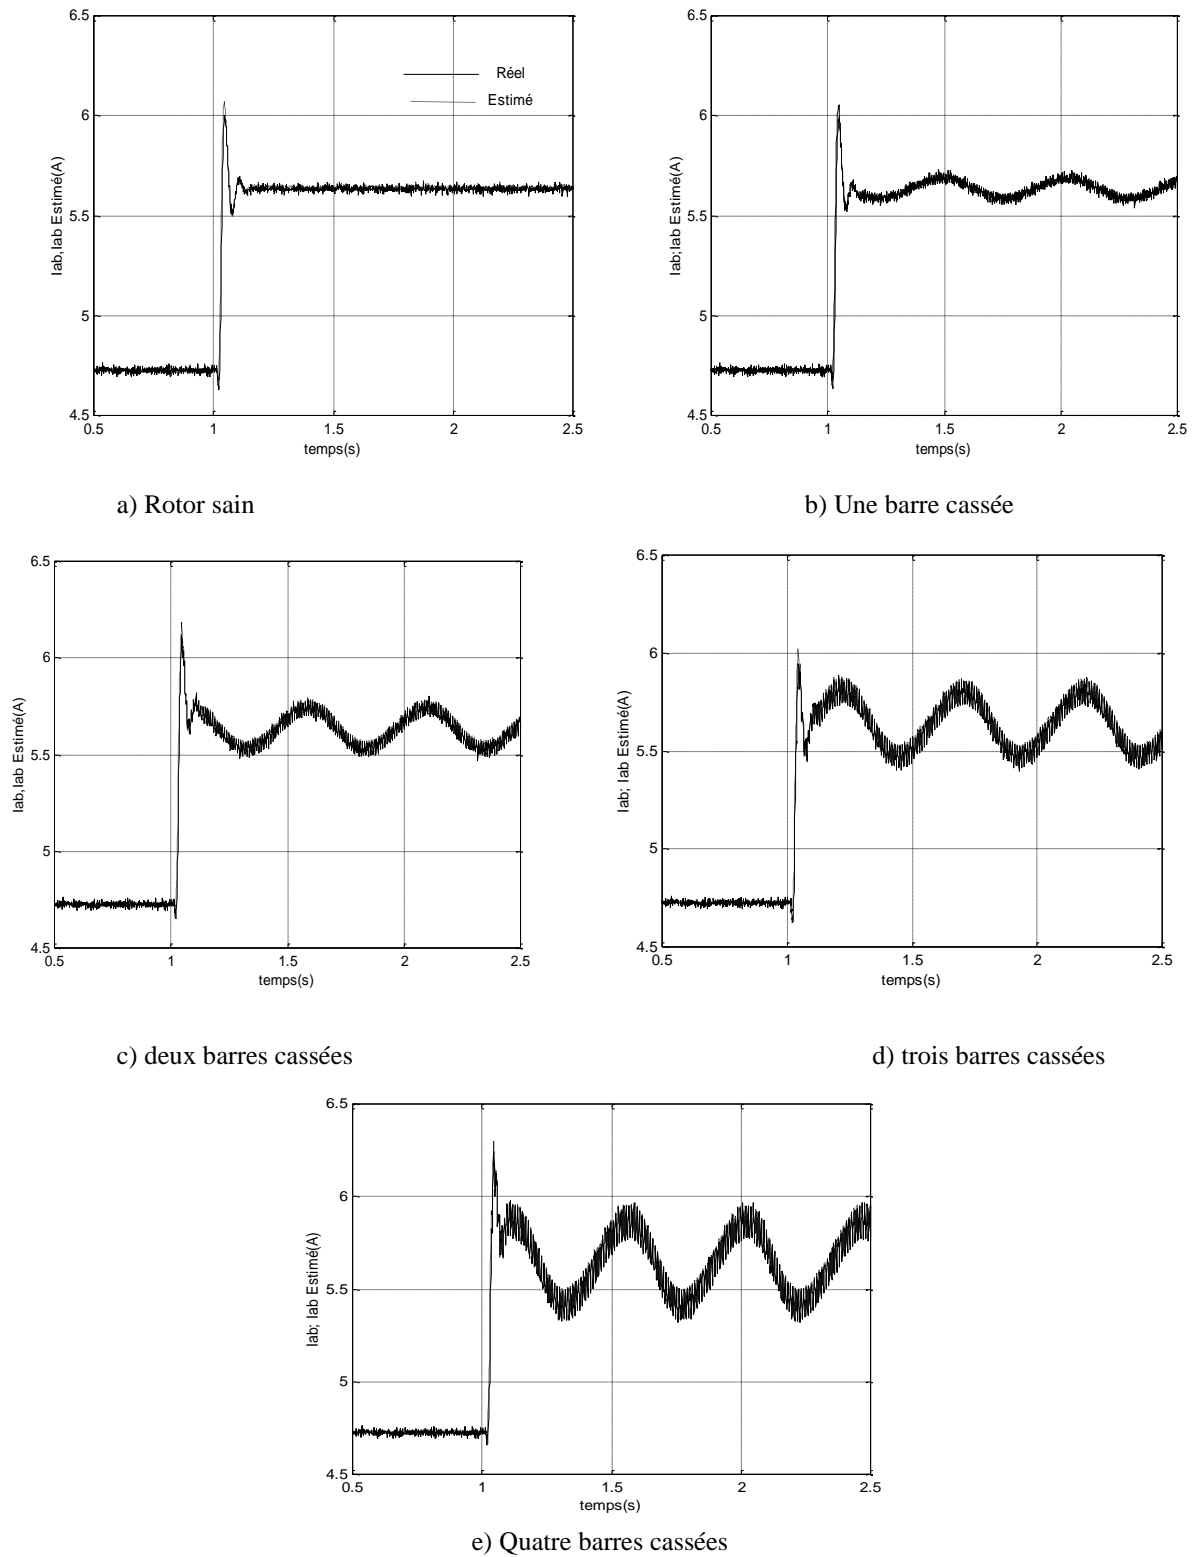 6.5
6
5.5
5
4.5
0.5 1 1.5 2 2.5
Iab,Iab Estimé(A)
temps(s)
Réel
Estimé
a) Rotor sain
6.5
6
5.5
5
4.5
0.5 1 1.5 2 2.5
Iab;Iab Estimé(A)
temps(s)
b) Une barre cassée
6.5
6
5.5
5
4.5
0.5 1 1.5 2 2.5
Iab,Iab Estimé(A)
temps(s)
c) deux barres cassées
6.5
6
5.5
5
4.5
0.5 1 1.5 2 2.5
Iab; Iab Estimé(A)
temps(s)
d) trois barres cassées
6.5
6
5.5
5
4.5
0.5 1 1.5 2 2.5
Iab; Iab Estimé(A)
temps(s)
e) Quatre barres cassées